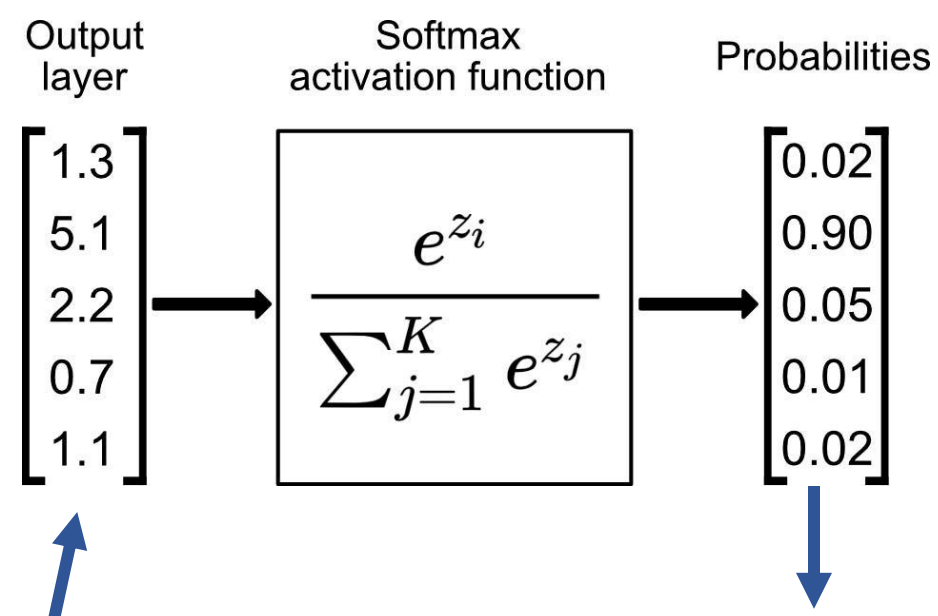 Output
layer
Softmax
activation function
Probabilities
1.3
5.1
2.2
0.7
1.1
e^{z_i}
∑_{j=1}^{K} e^{z_j}
0.02
0.90
0.05
0.01
0.02